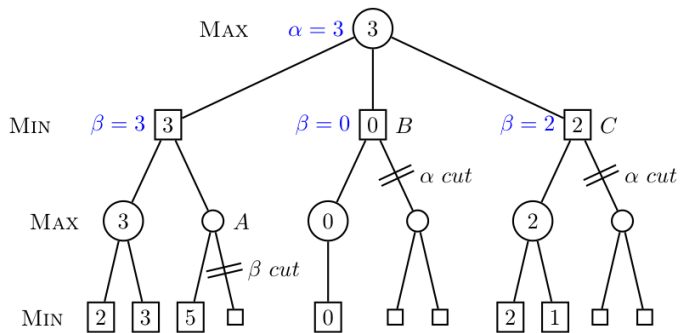 MAX α = 3 3
MIN β = 3 3 β = 0 0 B β = 2 2 C
α cut α cut
MAX 3 A 0 2
β cut
MIN 2 3 5 0 2 1